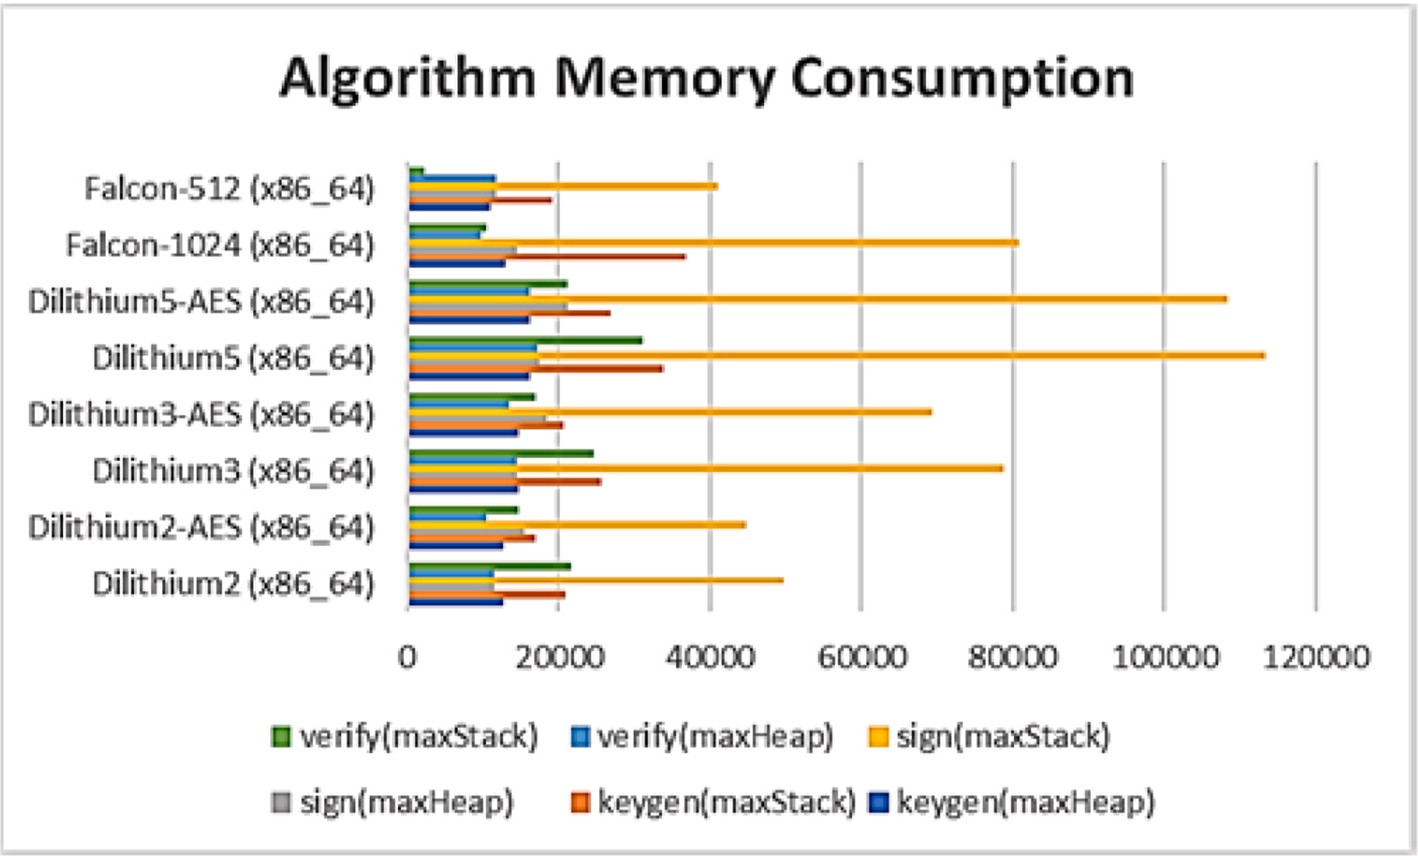 Algorithm Memory Consumption
Falcon-512 (x86_64)
Falcon-1024 (x86_64)
Dilithium5-AES (x86_64)
Dilithium5 (x86_64)
Dilithium3-AES (x86_64)
Dilithium3 (x86_64)
Dilithium2-AES (x86_64)
Dilithium2 (x86_64)
0 20000 40000 60000 80000 100000 120000
verify(maxStack) verify(maxHeap) sign(maxStack)
sign(maxHeap) keygen(maxStack) keygen(maxHeap)